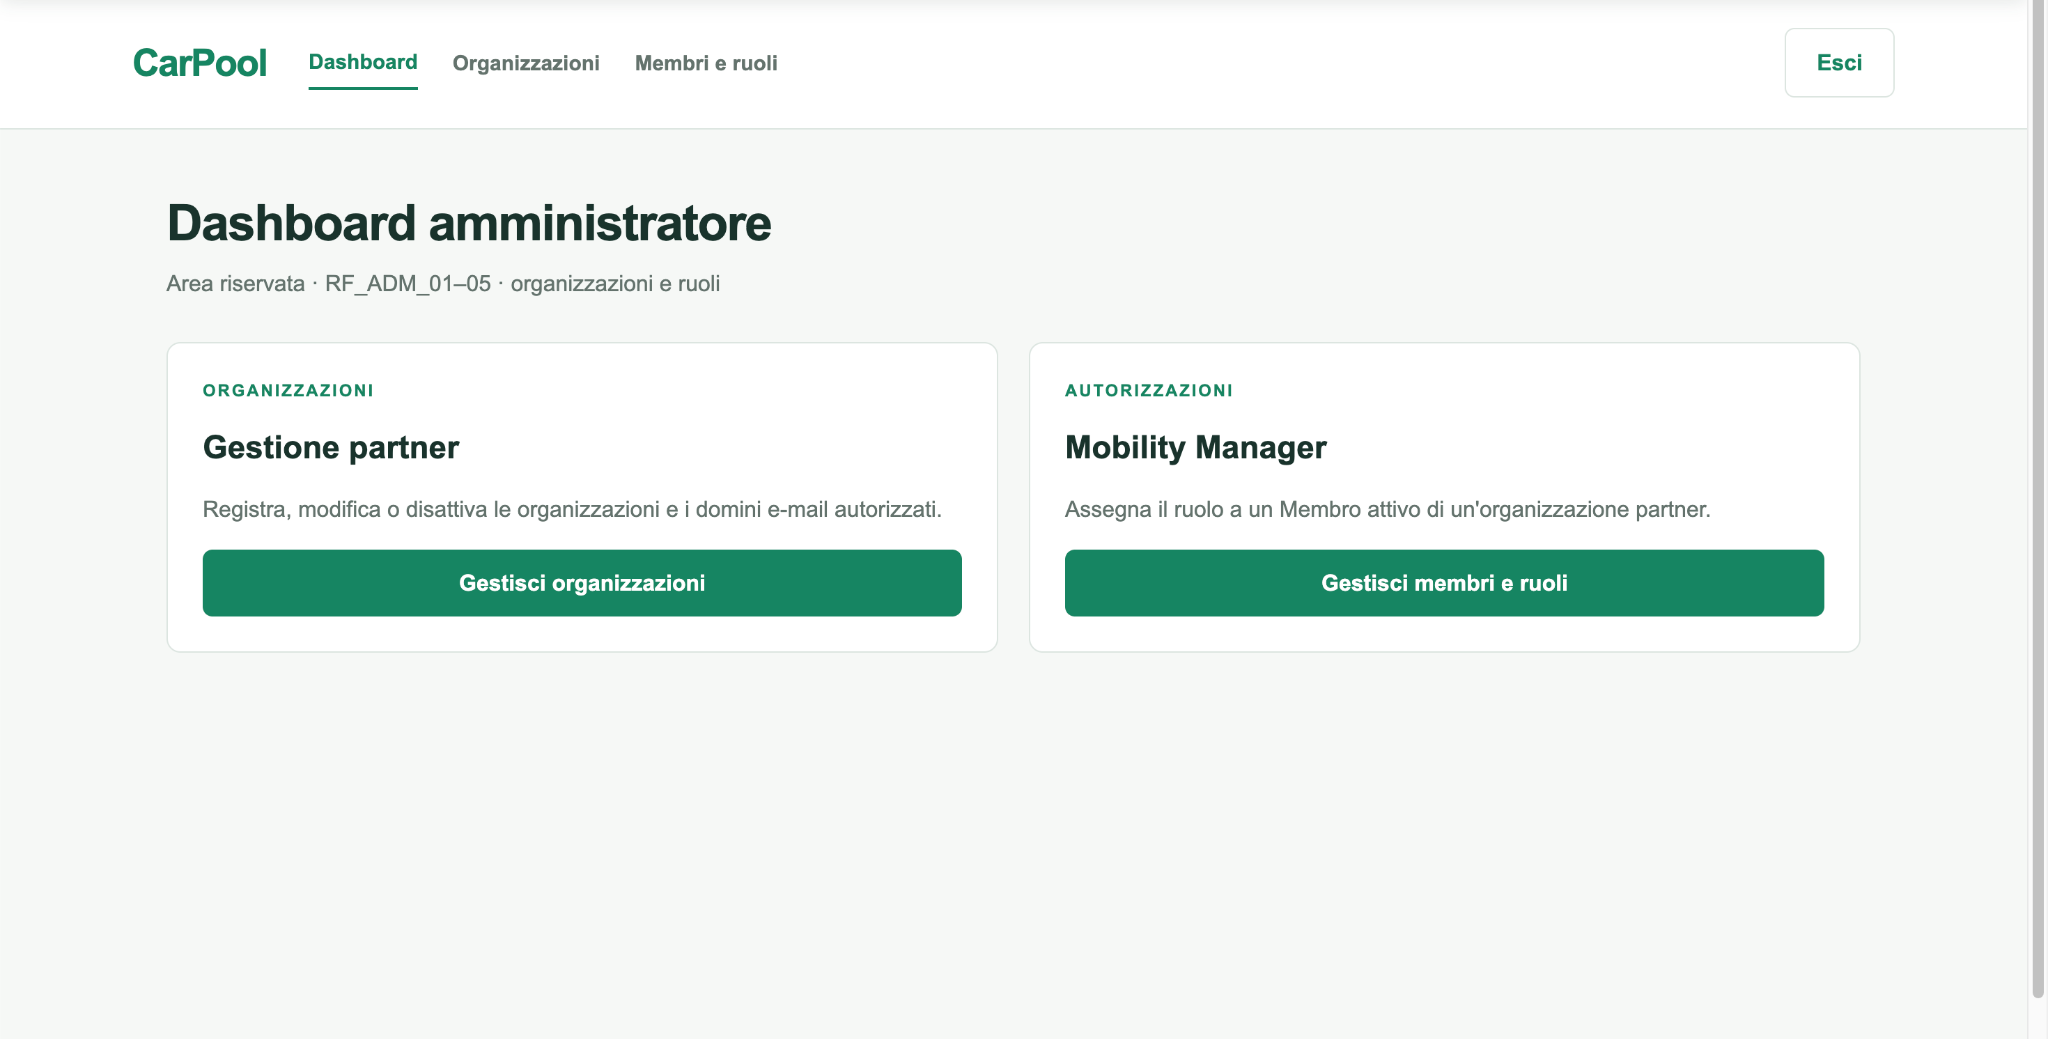 CarPool
Dashboard
Organizzazioni
Membri e ruoli
Esci
Dashboard amministratore
Area riservata · RF_ADM_01–05 · organizzazioni e ruoli
ORGANIZZAZIONI
Gestione partner
Registra, modifica o disattiva le organizzazioni e i domini e-mail autorizzati.
Gestisci organizzazioni
AUTORIZZAZIONI
Mobility Manager
Assegna il ruolo a un Membro attivo di un'organizzazione partner.
Gestisci membri e ruoli